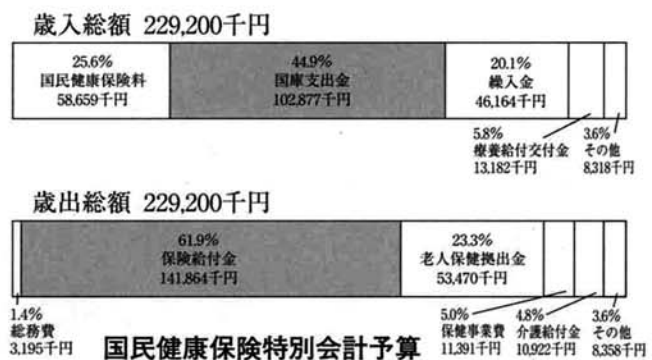 歳入総額 229,200千円
25.6%
国民健康保険料
58,659千円
44.9%
国庫支出金
102,877千円
20.1%
繰入金
46,164千円
5.8%
療養給付交付金
13,182千円
3.6%
その他
8,318千円
歳出総額 229,200千円
61.9%
保険給付金
141,864千円
23.3%
老人保健拠出金
53,470千円
1.4%
総務費
3,195千円
5.0%
保健事業費
11,391千円
4.8%
介護給付金
10,922千円
3.6%
その他
8,358千円
国民健康保険特別会計予算